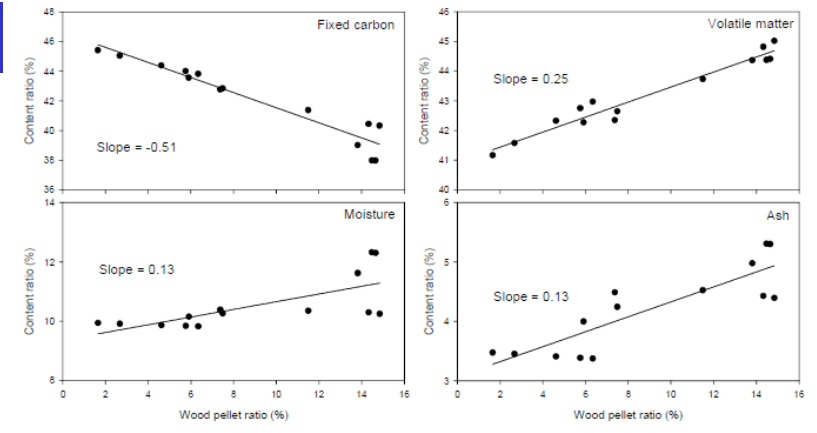 Fixed carbon
Content ratio (%)
48
46
44
42
40
38
36
Slope = -0.51
Volatile matter
Content ratio (%)
46
45
44
43
42
41
40
Slope = 0.25
Moisture
Content ratio (%)
14
12
10
8
Slope = 0.13
0 2 4 6 8 10 12 14 16
Wood pellet ratio (%)
Ash
Content ratio (%)
6
5
4
3
Slope = 0.13
0 2 4 6 8 10 12 14 16
Wood pellet ratio (%)